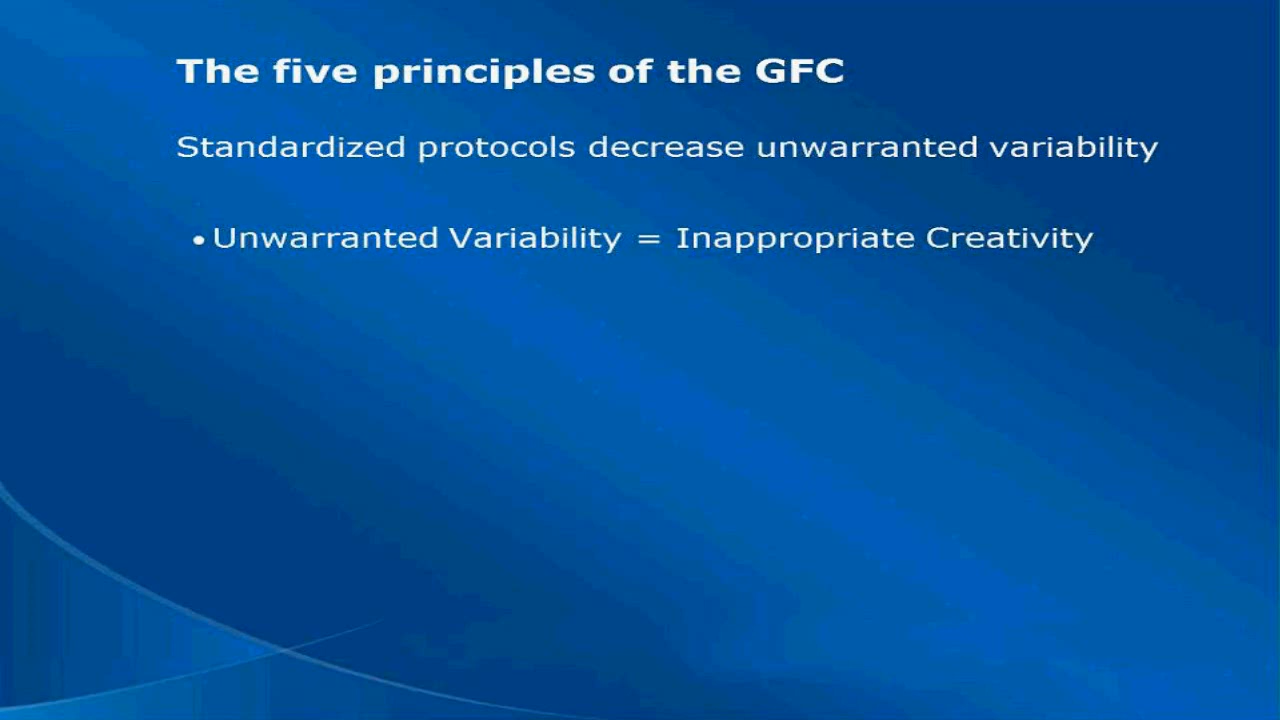 The five principles of the GFC
Standardized protocols decrease unwarranted variability
• Unwarranted Variability = Inappropriate Creativity